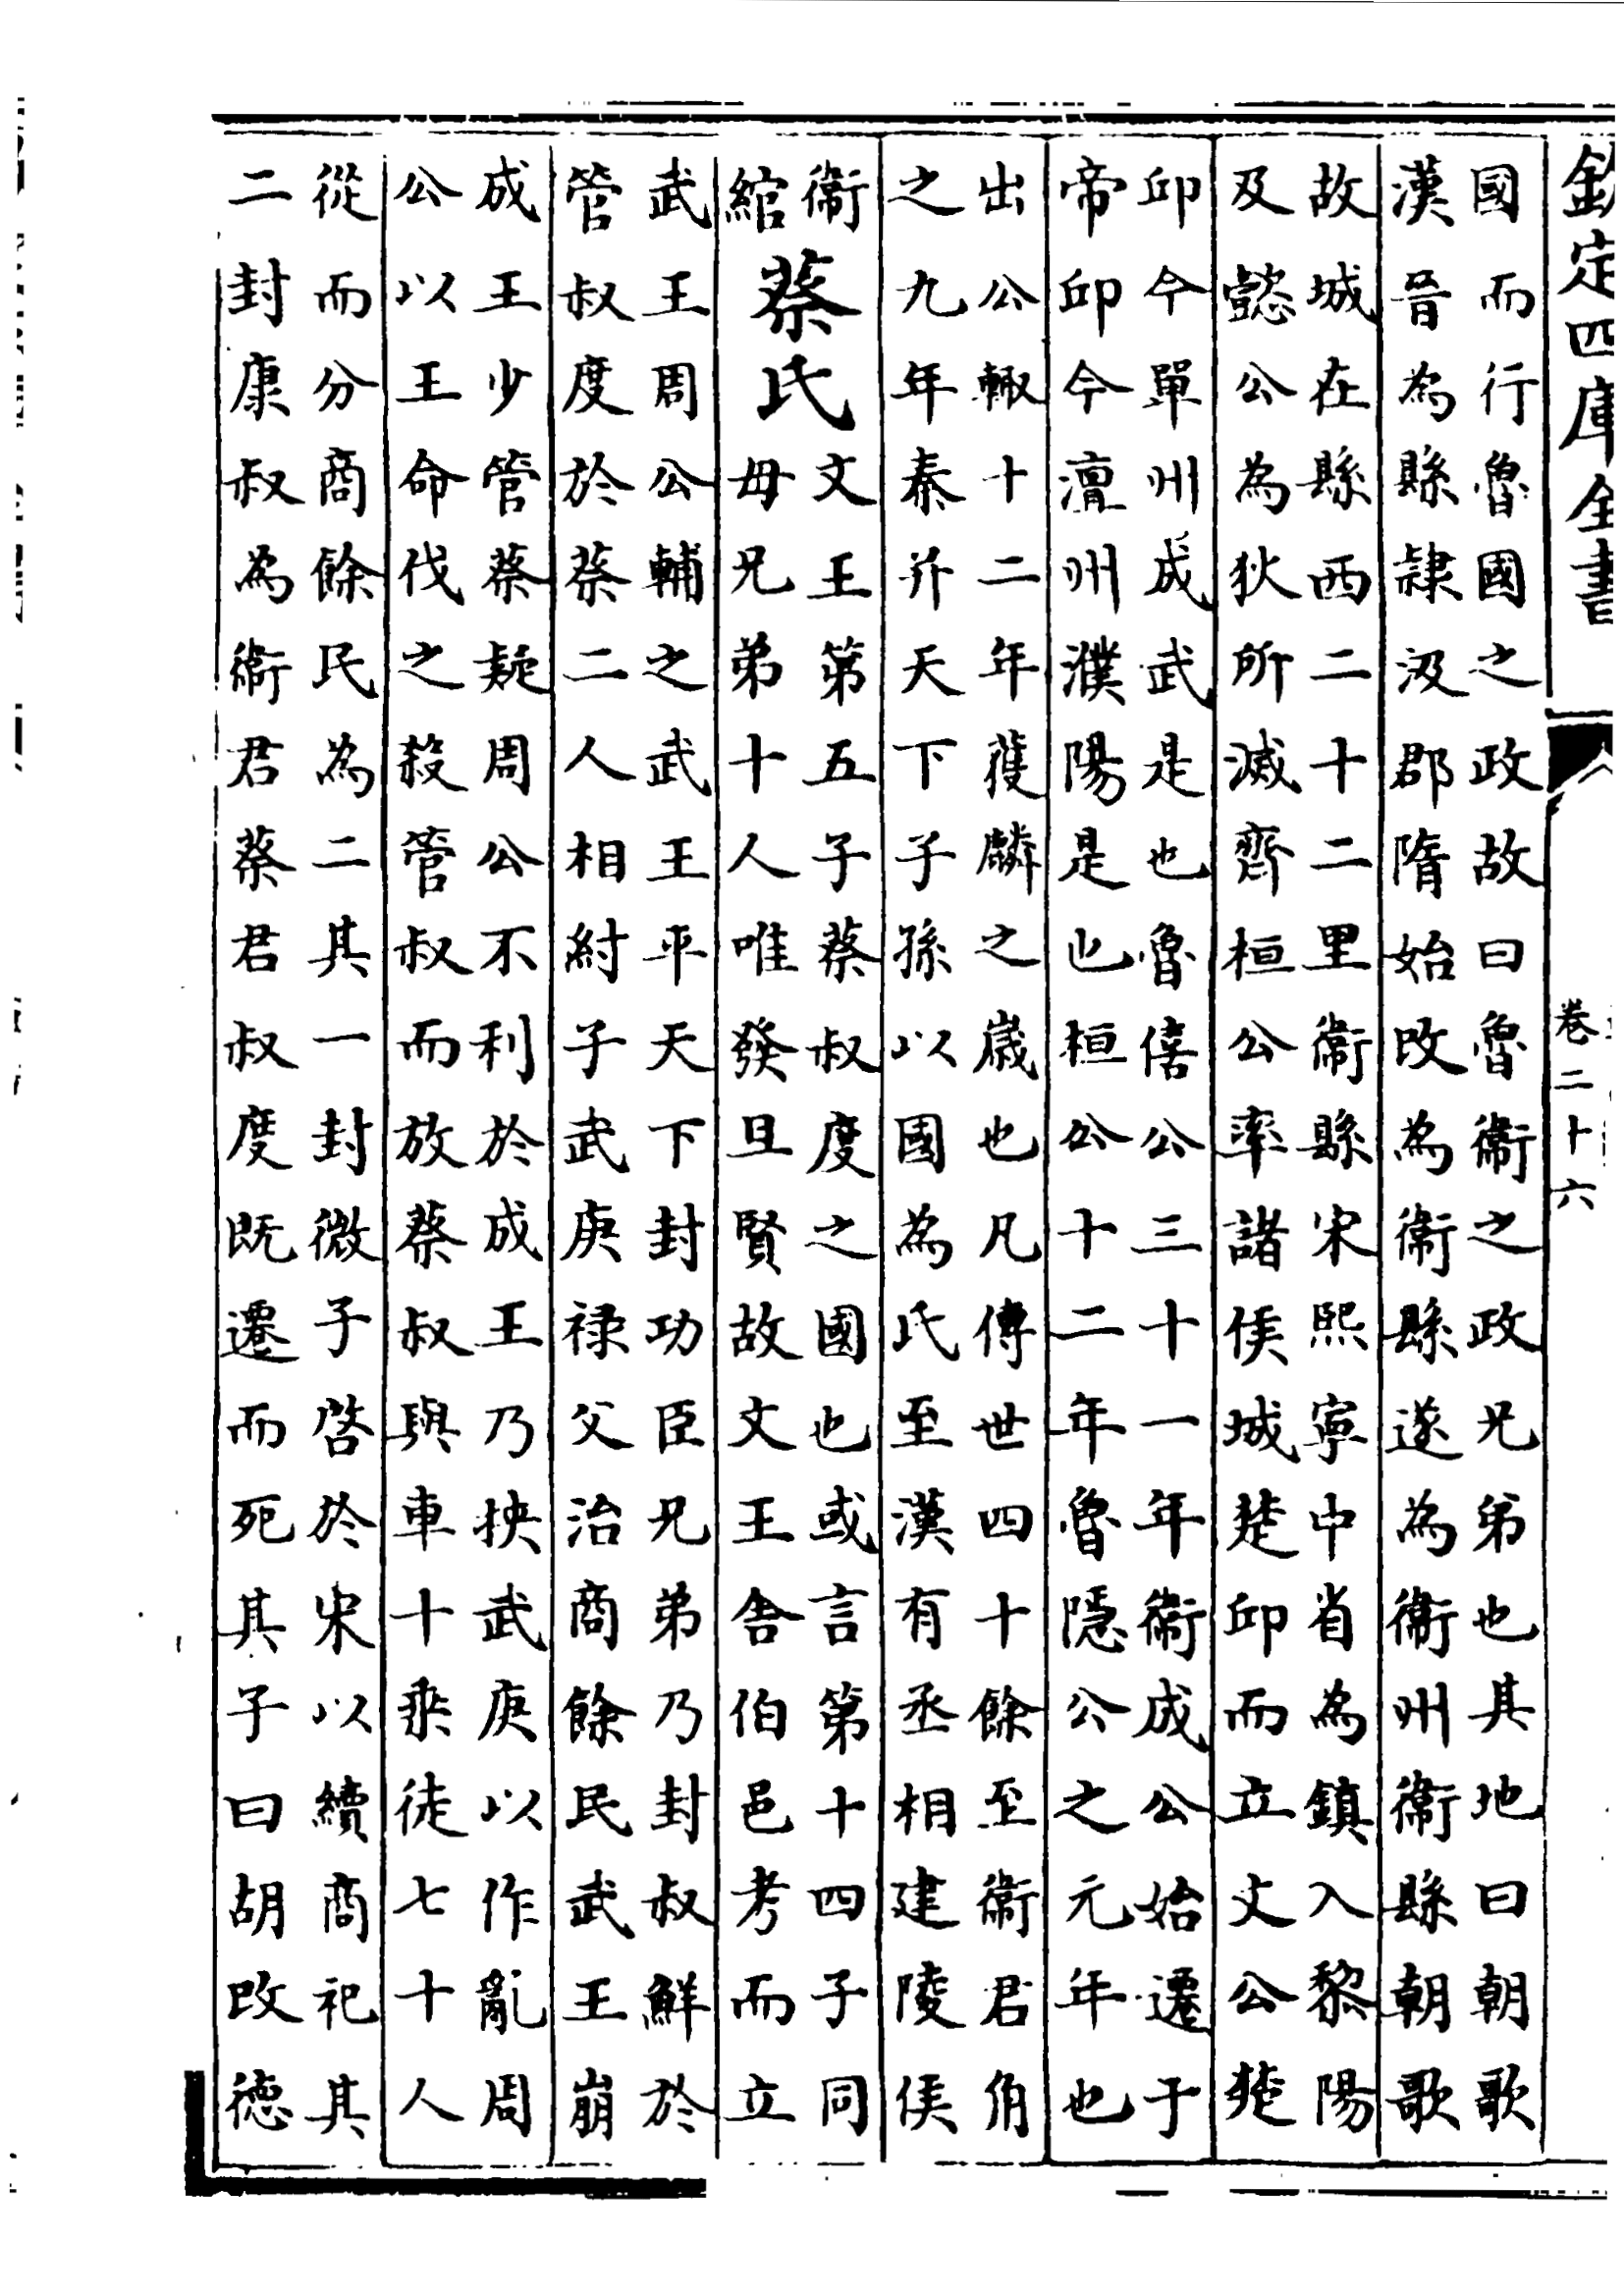 欽定四庫全書
卷二十六
國而行魯國之政故曰魯衞之政兄弟也其地曰朝歌
漢晉為縣隸汲郡隋始改為衞縣遂為衞州衞縣朝歌
故城在縣西二十二里衞縣宋熙寧中省為鎮入黎陽
及懿公為狄所滅齊桓公率諸侯城楚邱而立文公楚
邱今單州成武是也魯僖公三十一年衞成公始遷于
帝邱今澶州濮陽是也桓公十二年魯隱公之元年也
出公輒十二年獲麟之歲也凡傳世四十餘至衞君角
之九年秦并天下子孫以國為氏至漢有丞相建陵侯
衞
綰
蔡氏
文王第五子蔡叔度之國也或言第十四子同
母兄弟十人唯發旦賢故文王舍伯邑考而立
武王周公輔之武王平天下封功臣兄弟乃封叔鮮於
管叔度於蔡二人相紂子武庚祿父治商餘民武王崩
成王少管蔡疑周公不利於成王乃挾武庚以作亂周
公以王命伐之殺管叔而放蔡叔與車十乘徒七十人
從而分商餘民為二其一封微子啓於宋以續商祀其
二封康叔為衞君蔡君叔度既遷而死其子曰胡改德